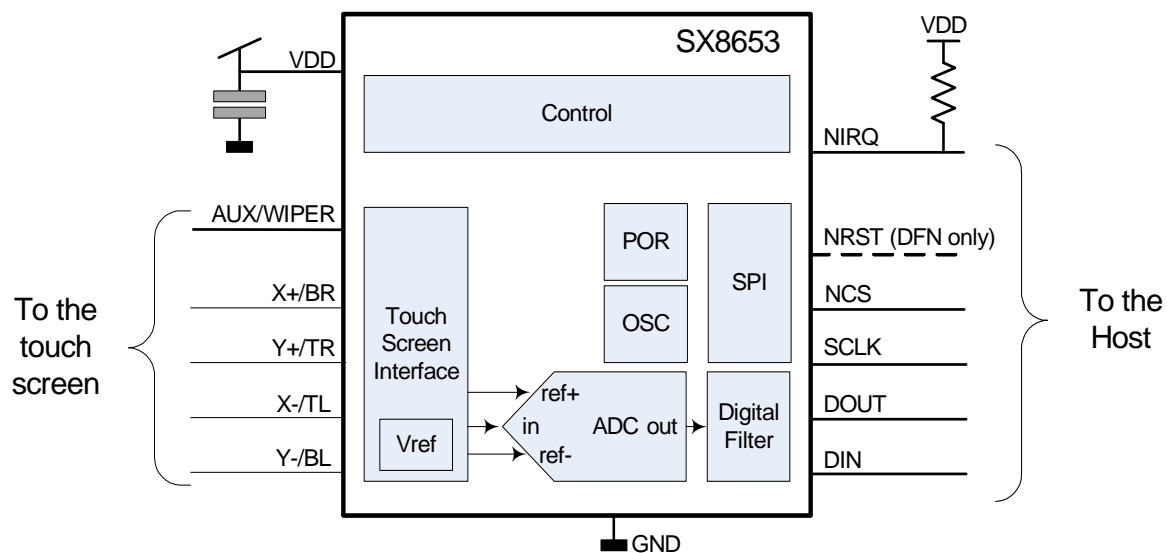 SX8653
VDD
VDD
Control
NIRQ
AUX/WIPER
POR
SPI
NRST (DFN only)
To the
touch
screen
X+/BR
Touch
Screen
Interface
OSC
NCS
To the
Host
Y+/TR
SCLK
X-/TL
ref+
in
ref-
ADC out
Digital
Filter
DOUT
Vref
Y-/BL
DIN
GND